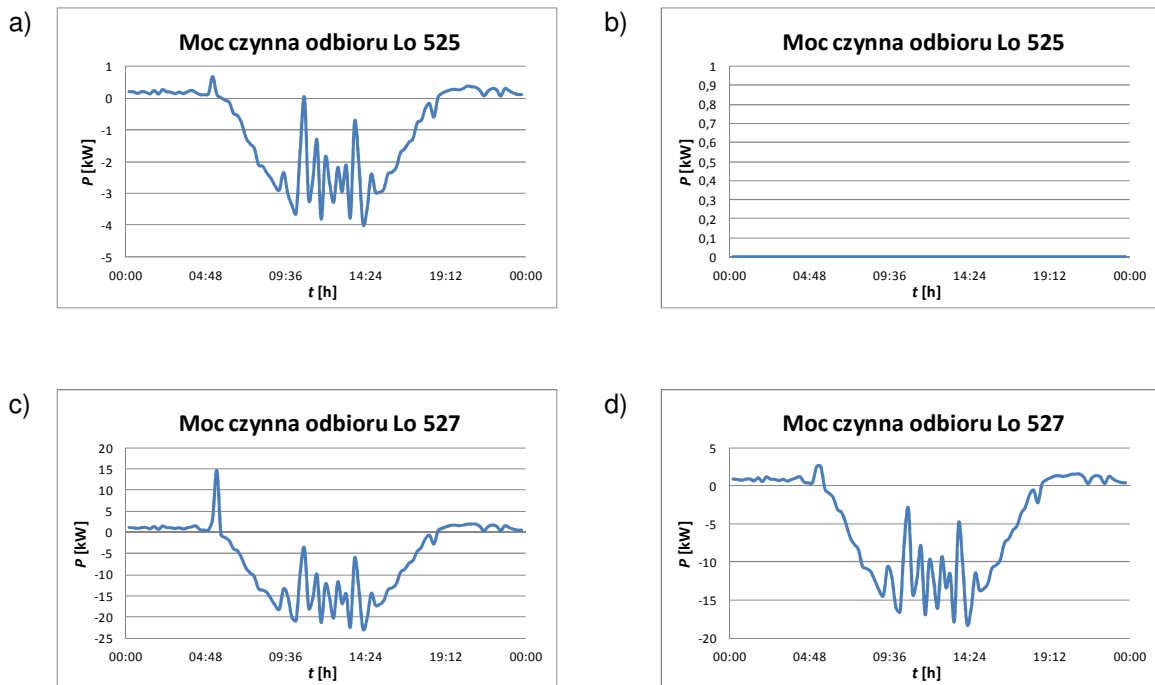 a)
Moc czynna odbioru Lo 525
1
0
-1
-2
-3
-4
-5
P [kW]
00:00 04:48 09:36 14:24 19:12 00:00
t [h]
b)
Moc czynna odbioru Lo 525
1
0,9
0,8
0,7
0,6
0,5
0,4
0,3
0,2
0,1
0
P [kW]
00:00 04:48 09:36 14:24 19:12 00:00
t [h]
c)
Moc czynna odbioru Lo 527
20
15
10
5
0
-5
-10
-15
-20
-25
P [kW]
00:00 04:48 09:36 14:24 19:12 00:00
t [h]
d)
Moc czynna odbioru Lo 527
5
0
-5
-10
-15
-20
P [kW]
00:00 04:48 09:36 14:24 19:12 00:00
t [h]